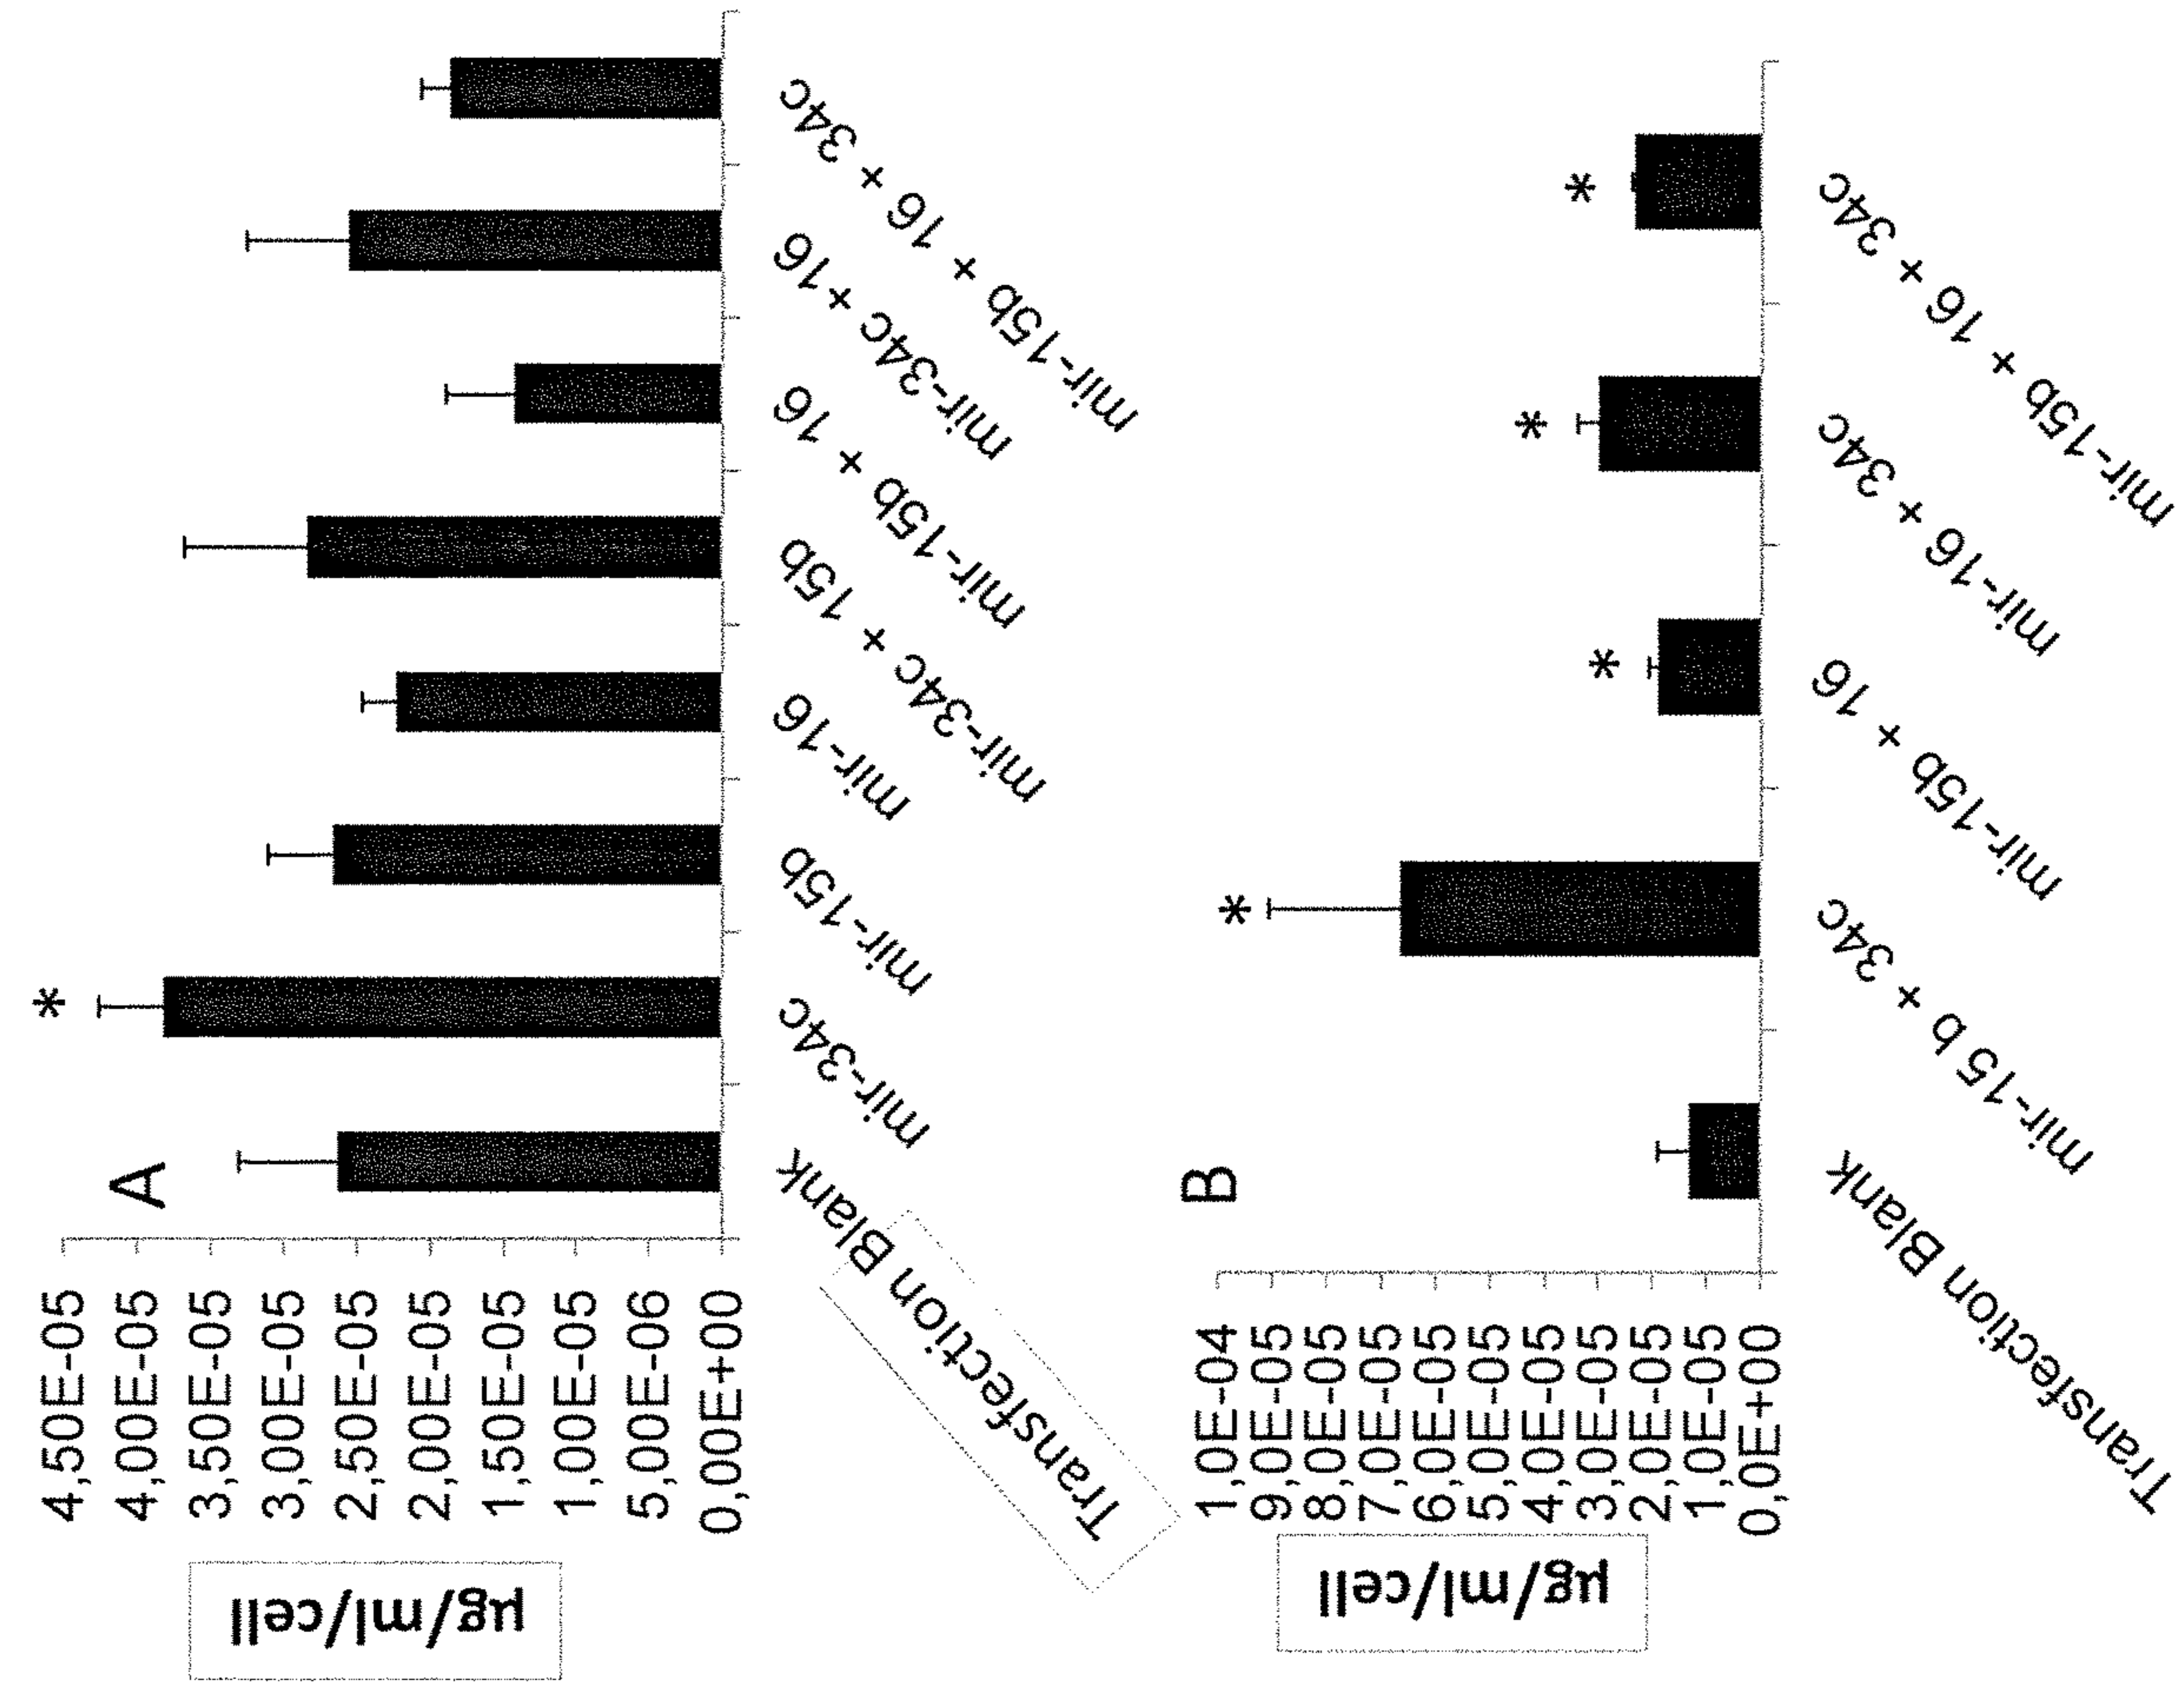 A
µg/ml/cell
4,50E-05
4,00E-05
3,50E-05
3,00E-05
2,50E-05
2,00E-05
1,50E-05
1,00E-05
5,00E-06
0,00E+00
*
Transfection Blank
mir-34c
mir-15b
mir-16
mir-34c + 15b
mir-15b + 16
mir-34c +16
mir-15b + 16 + 34c
B
µg/ml/cell
1,0E-04
9,0E-05
8,0E-05
7,0E-05
6,0E-05
5,0E-05
4,0E-05
3,0E-05
2,0E-05
1,0E-05
0,0E+00
*
*
*
*
Transfection Blank
mir-15 b + 34c
mir-15b + 16
mir-16 + 34c
mir-15b + 16 + 34c